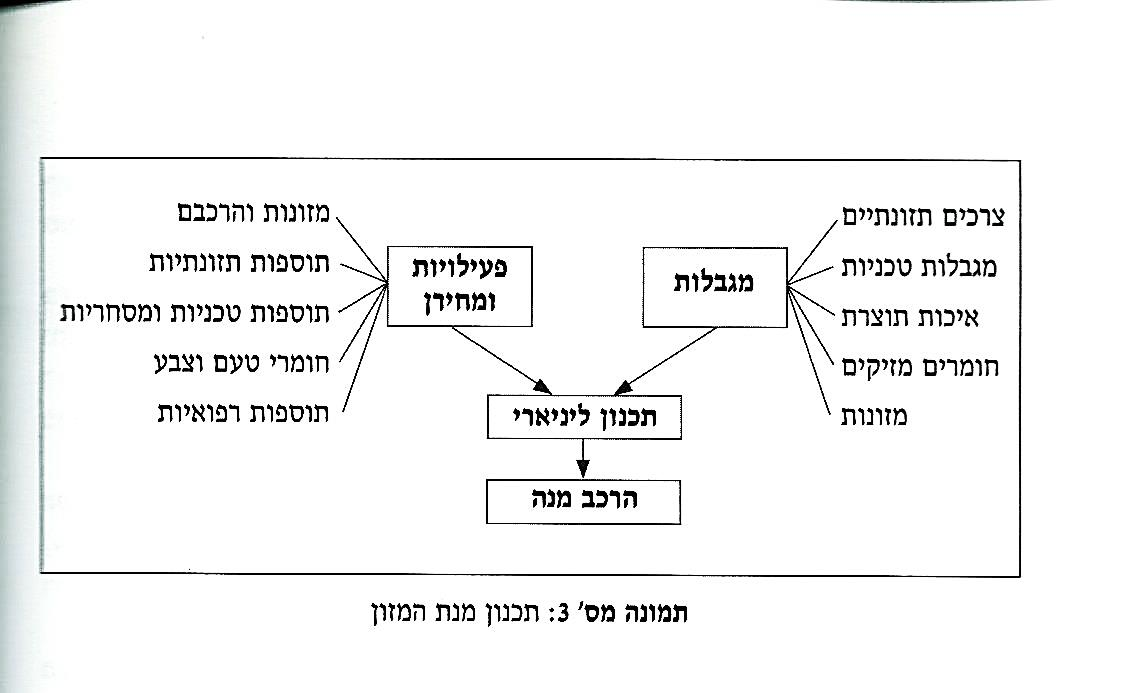 צרכים תזונתיים
מגבלות טכניות
איכות תוצרת
חומרים מזיקים
מזונות
מגבלות
פעילויות
ומחירן
מזונות והרכבם
תוספות תזונתיות
תוספות טכניות ומסחריות
חומרי טעם וצבע
תוספות רפואיות
תכנון ליניארי
הרכב מנה
תמונה מס' 3: תכנון מנת המזון